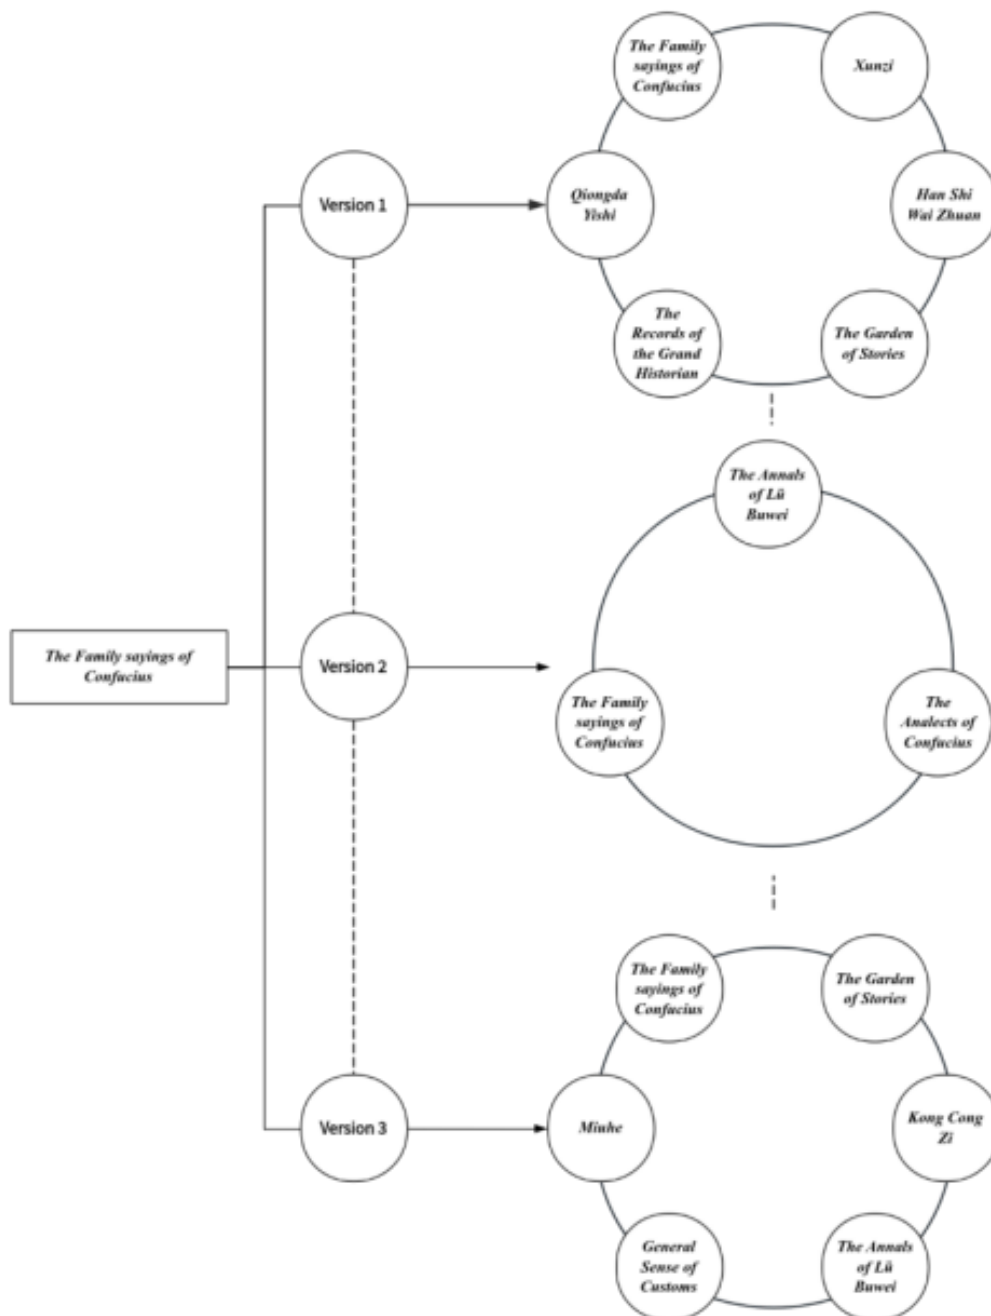 The Family
sayings of
Confucius
Xunzi
Version 1
Qiongda
Yishi
Han Shi
Wai Zhuan
The
Records of
the Grand
Historian
The Garden
of Stories
The Annals
of Lü
Buwei
The Family sayings of
Confucius
Version 2
The Family
sayings of
Confucius
The
Analects of
Confucius
The Family
sayings of
Confucius
The Garden
of Stories
Version 3
Miuhe
Kong Cong
Zi
General
Sense of
Customs
The Annals
of Lü
Buwei